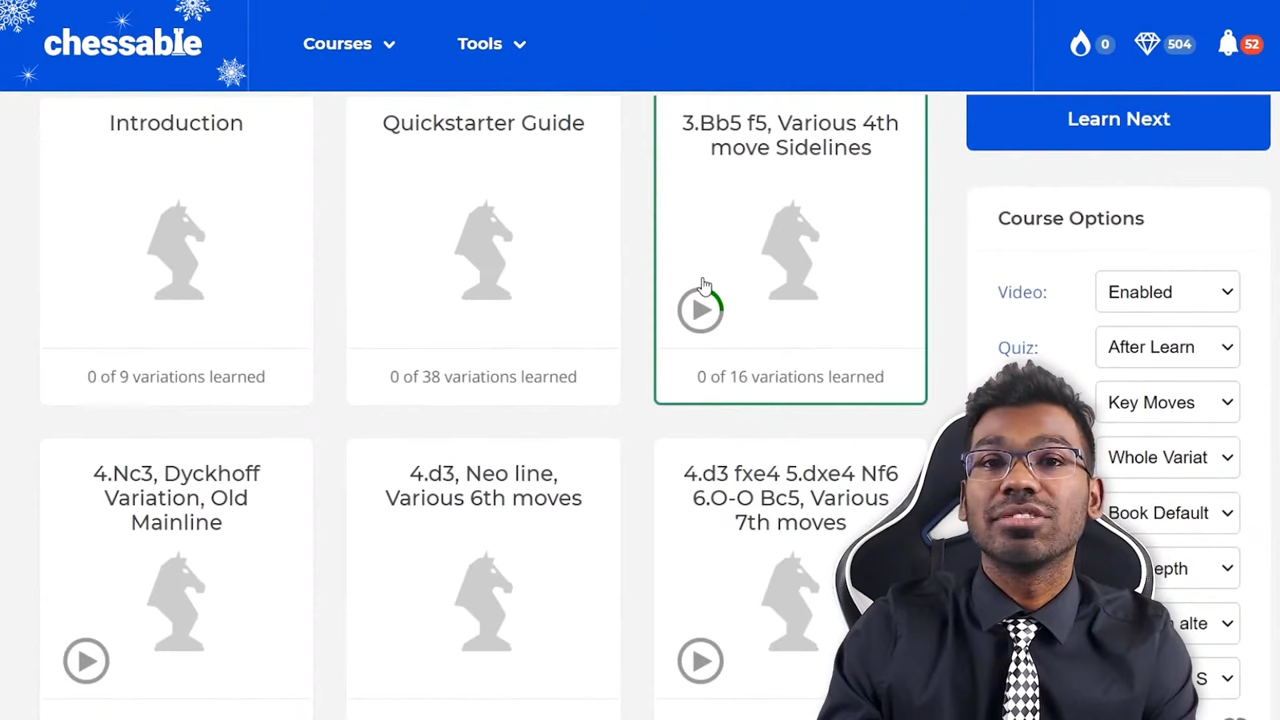 chessable
Courses
Tools
0
504
52
Introduction
0 of 9 variations learned
Quickstarter Guide
0 of 38 variations learned
3.Bb5 f5, Various 4th
move Sidelines
0 of 16 variations learned
Learn Next
Course Options
Video:
Enabled
Quiz:
After Learn
Key Moves
Whole Variat
Book Default
epth
alte
S
4.Nc3, Dyckhoff
Variation, Old
Mainline
4.d3, Neo line,
Various 6th moves
4.d3 fxe4 5.dxe4 Nf6
6.O-O Bc5, Various
7th moves